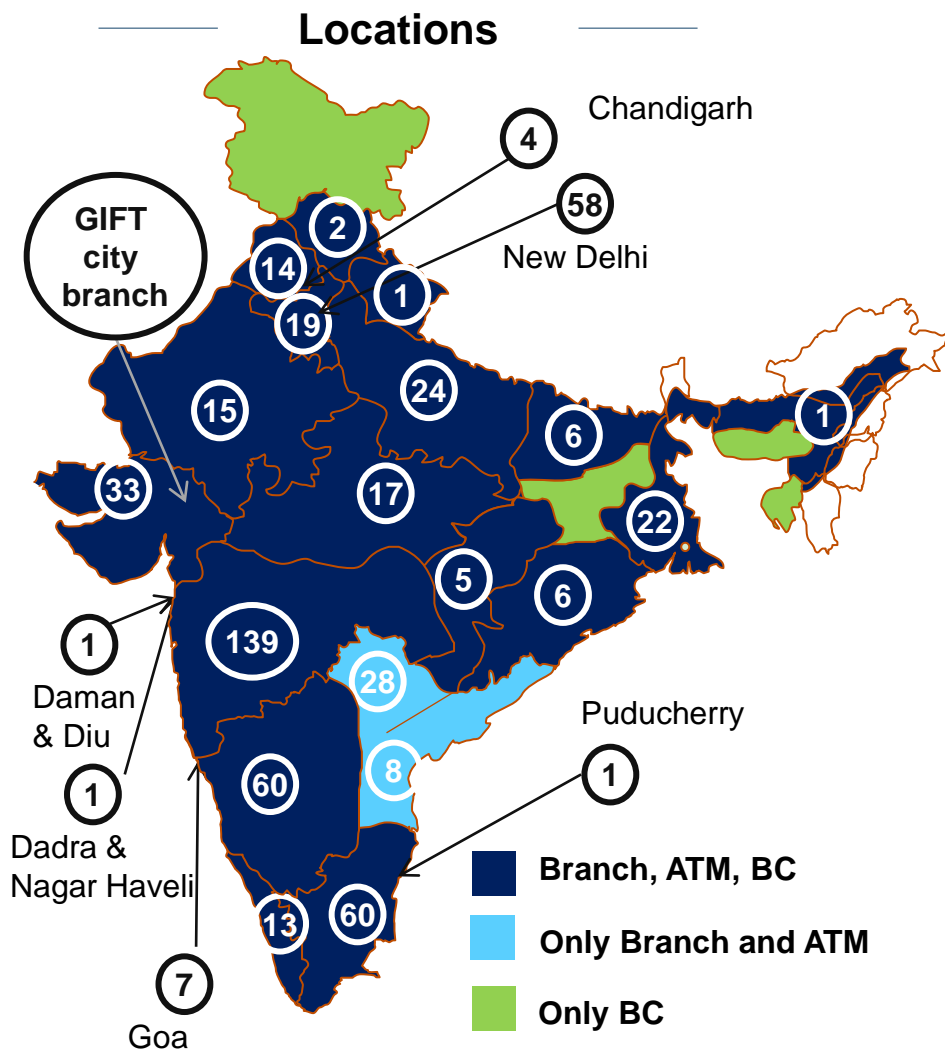 Locations
Chandigarh
4
GIFT
city
branch
2
58
New Delhi
14
1
19
15
24
6
1
33
17
22
5
6
139
1
Daman
& Diu
28
Puducherry
1
60
8
1
Dadra &
Nagar Haveli
13
60
7
Goa
Branch, ATM, BC
Only Branch and ATM
Only BC